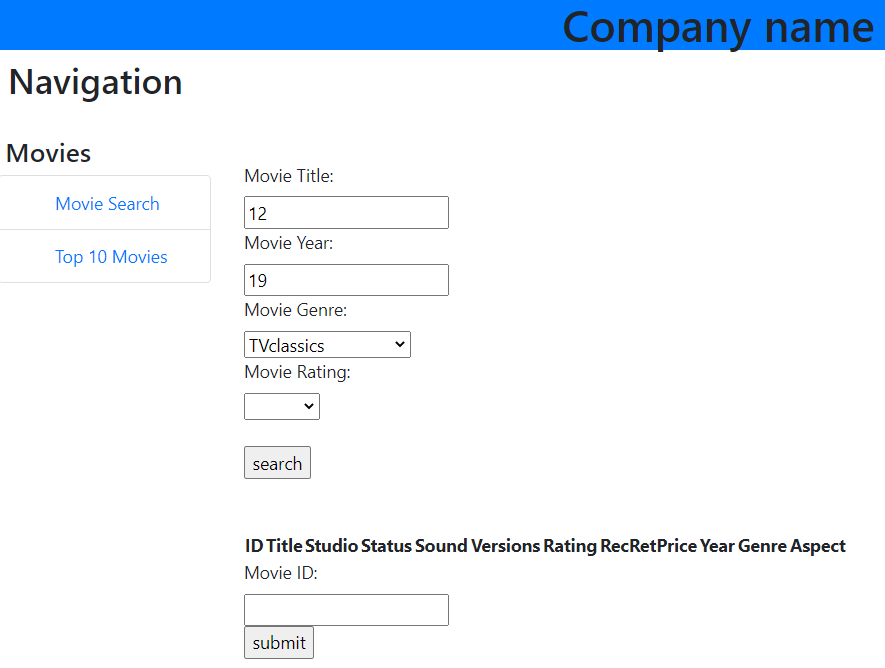 Company name
Navigation
Movies
Movie Search
Top 10 Movies
Movie Title:
12
Movie Year:
19
Movie Genre:
TVclassics
Movie Rating:
search
ID Title Studio Status Sound Versions Rating RecRetPrice Year Genre Aspect
Movie ID:
submit